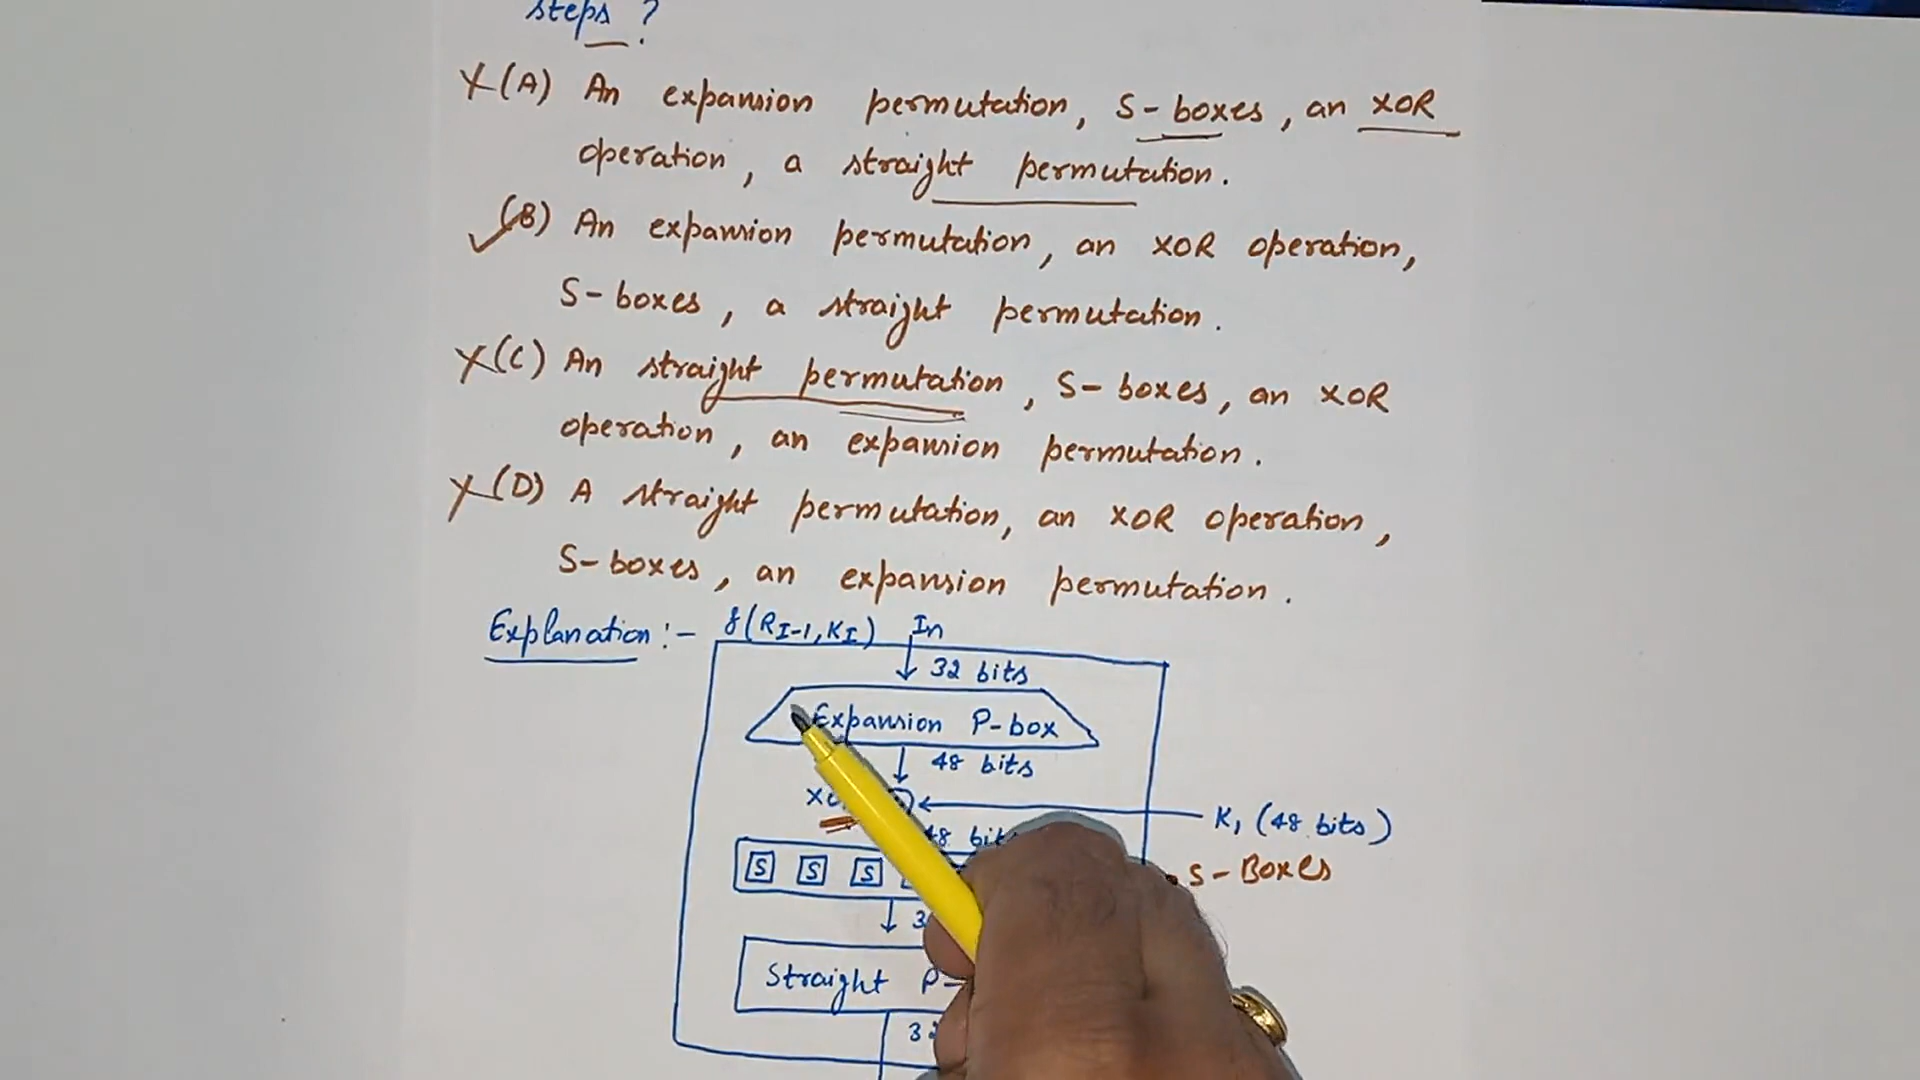 steps ?
X(A) An expansion permutation, S-boxes, an XOR
operation, a straight permutation.
(B) An expansion permutation, an XOR operation,
S-boxes, a straight permutation.
X(C) An straight permutation, S-boxes, an XOR
operation, an expansion permutation.
X(D) A straight permutation, an XOR operation,
S-boxes, an expansion permutation.
Explanation :- f(RI-1, KI) In
32 bits
Expansion P-box
48 bits
K1 (48 bits)
48
S S S
S-Boxes
Straight P-